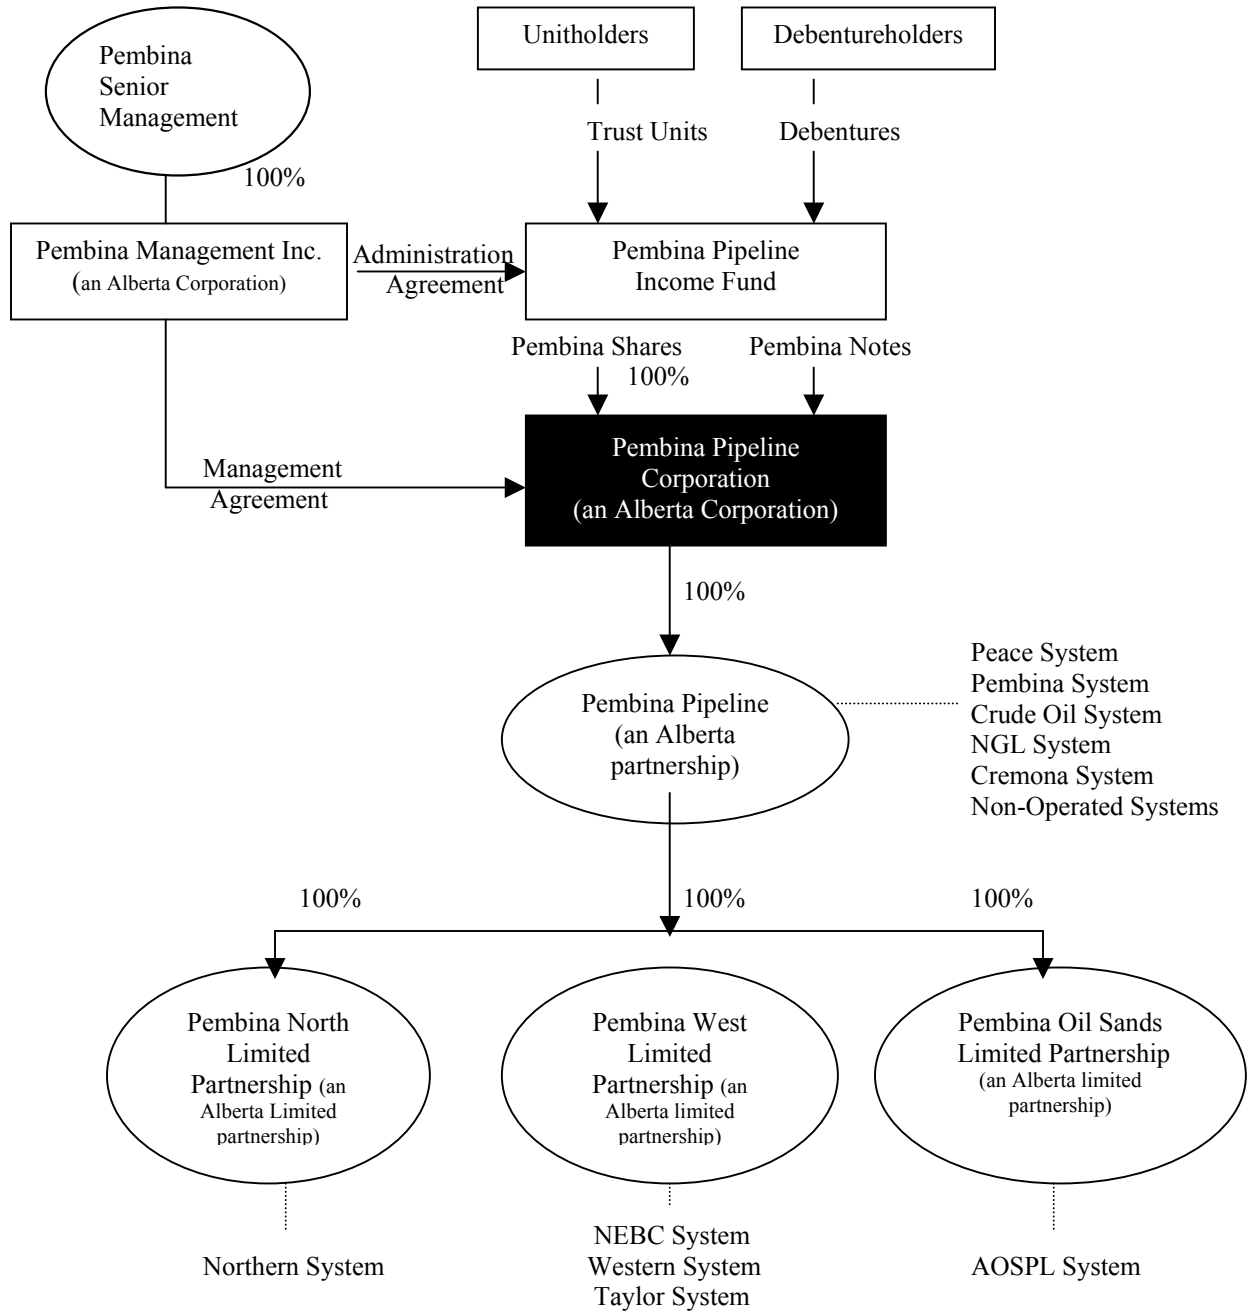 Pembina
Senior
Management
Unitholders
Debentureholders
Trust Units
Debentures
100%
Pembina Management Inc.
(an Alberta Corporation)
Administration
Agreement
Pembina Pipeline
Income Fund
Pembina Shares
100%
Pembina Notes
Pembina Pipeline
Corporation
(an Alberta Corporation)
Management
Agreement
100%
Pembina Pipeline
(an Alberta
partnership)
Peace System
Pembina System
Crude Oil System
NGL System
Cremona System
Non-Operated Systems
100%
100%
100%
Pembina North
Limited
Partnership (an
Alberta Limited
partnership)
Pembina West
Limited
Partnership (an
Alberta limited
partnership)
Pembina Oil Sands
Limited Partnership
(an Alberta limited
partnership)
Northern System
NEBC System
Western System
Taylor System
AOSPL System